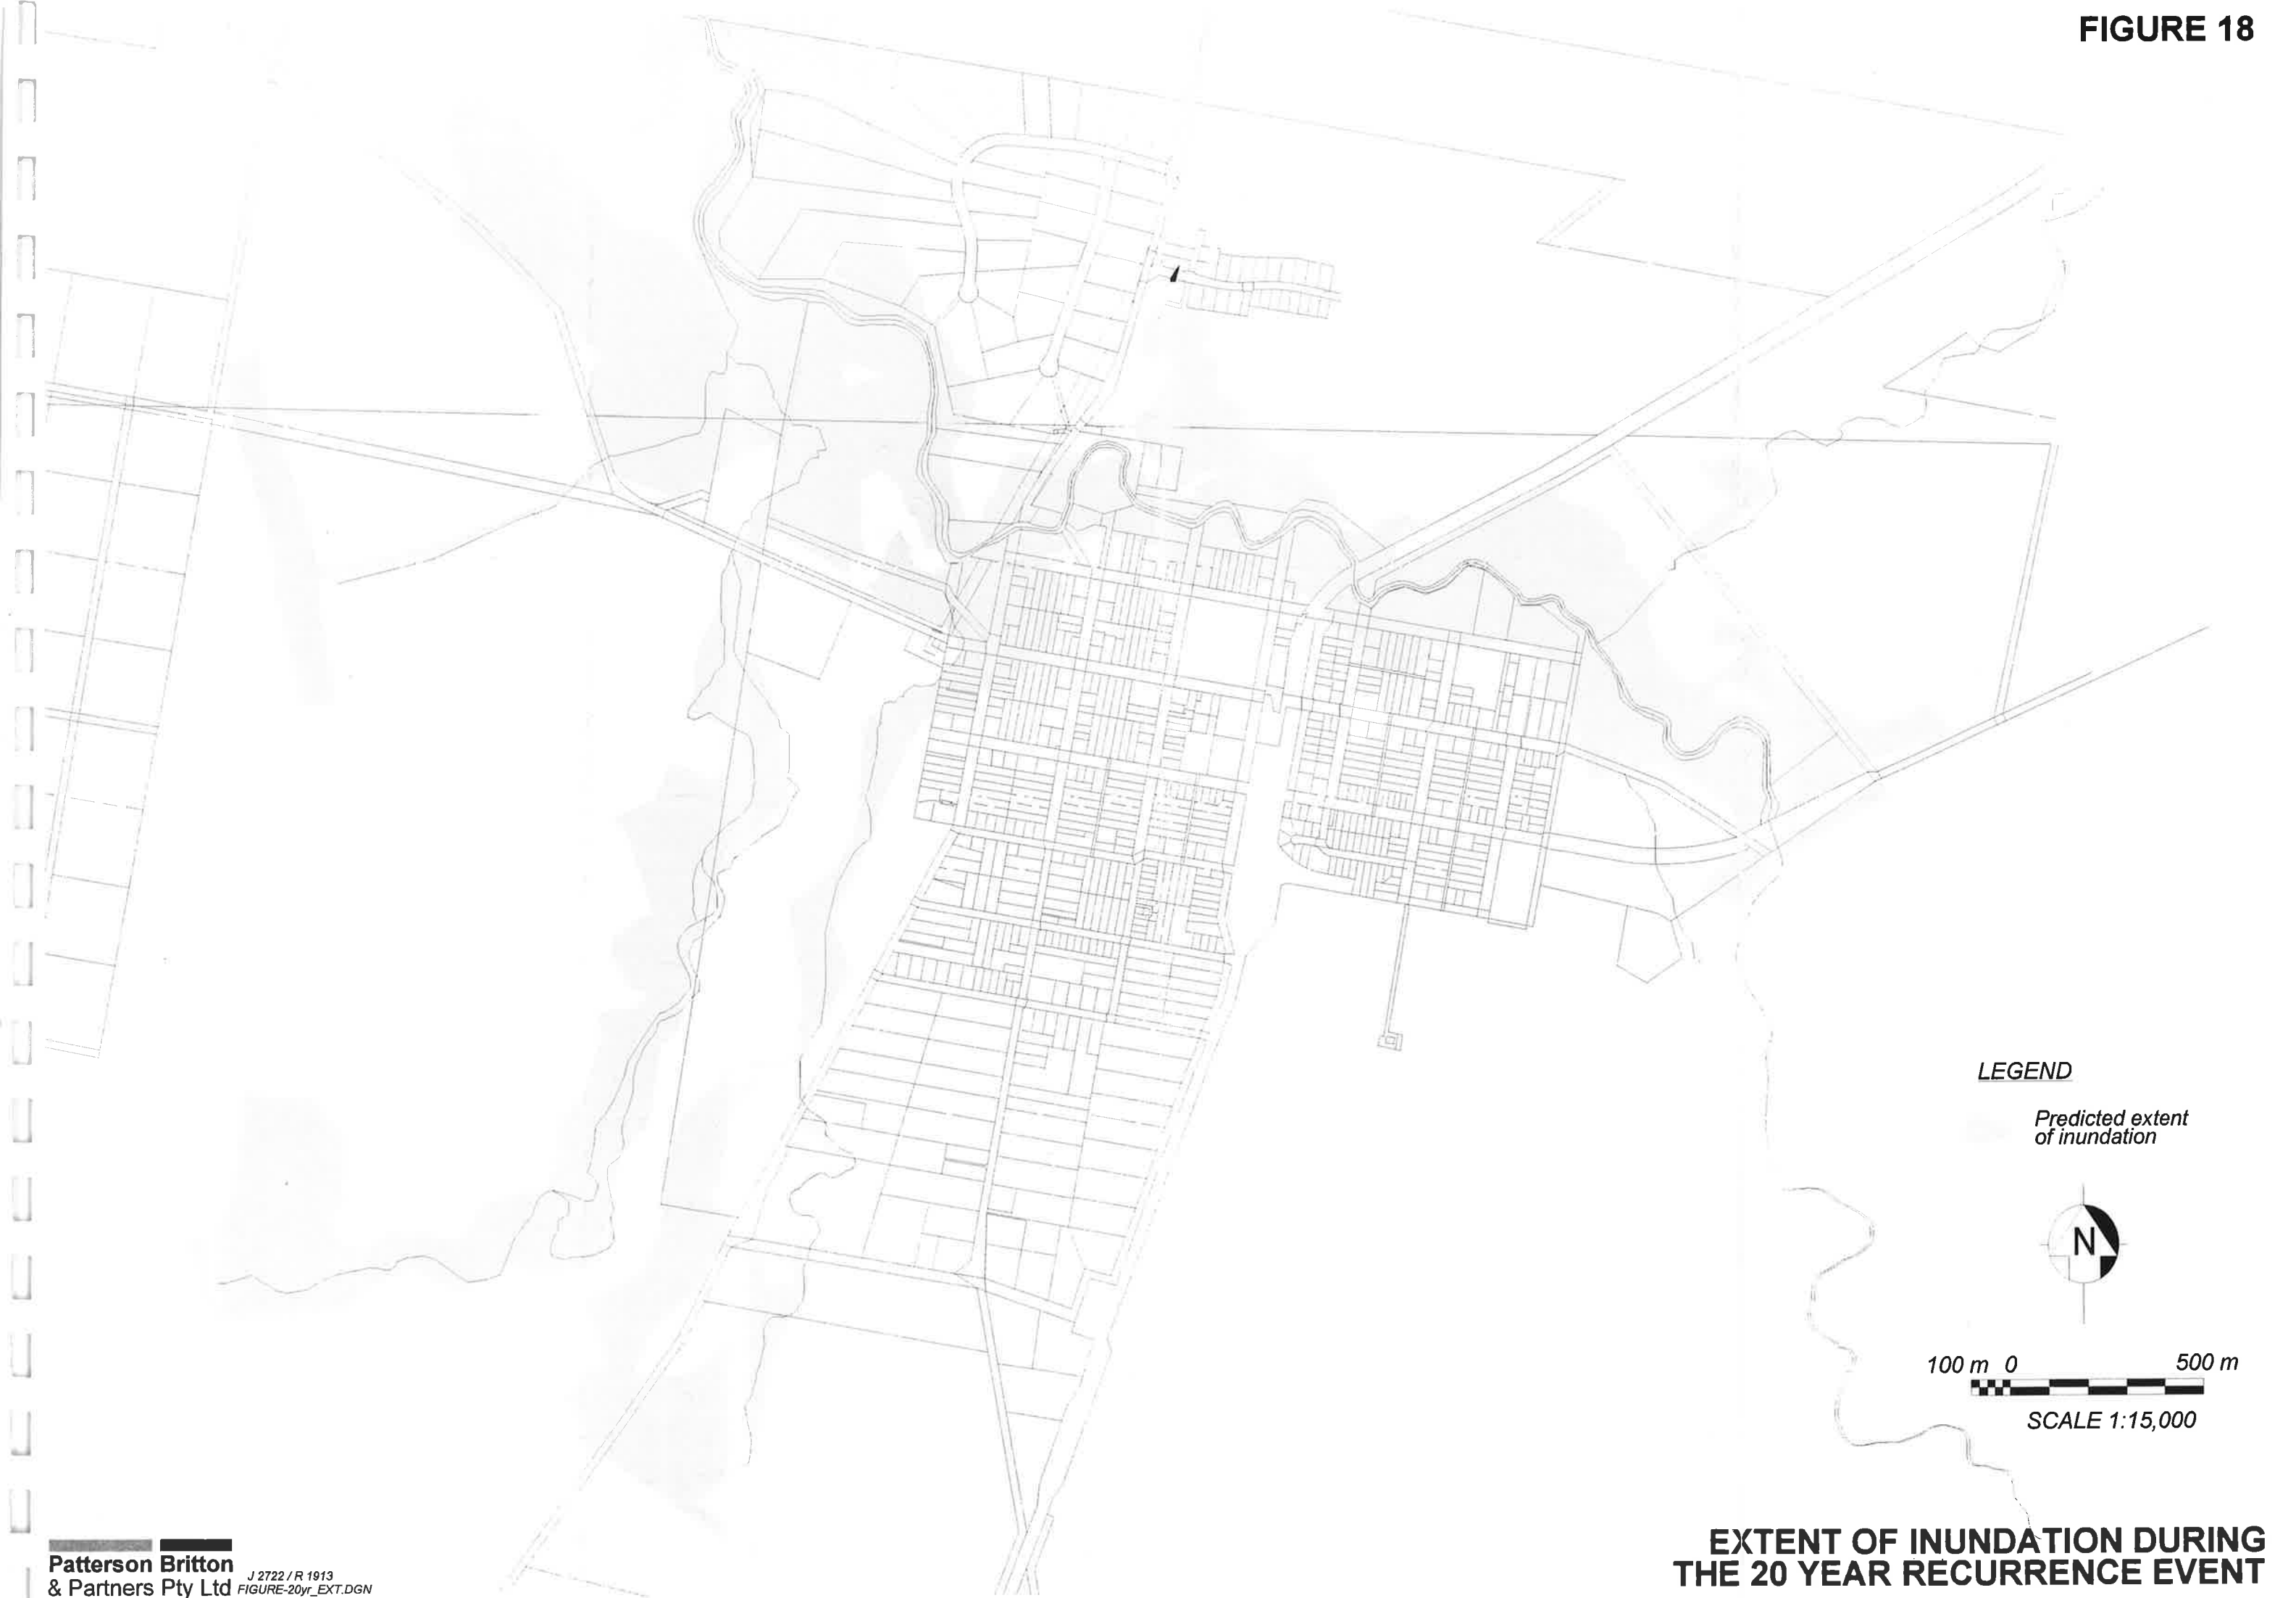 FIGURE 18
LEGEND
Predicted extent
of inundation
N
100 m 0 500 m
SCALE 1:15,000
EXTENT OF INUNDATION DURING
THE 20 YEAR RECURRENCE EVENT
Patterson Britton
& Partners Pty Ltd
J 2722 / R 1913
FIGURE-20yr_EXT.DGN